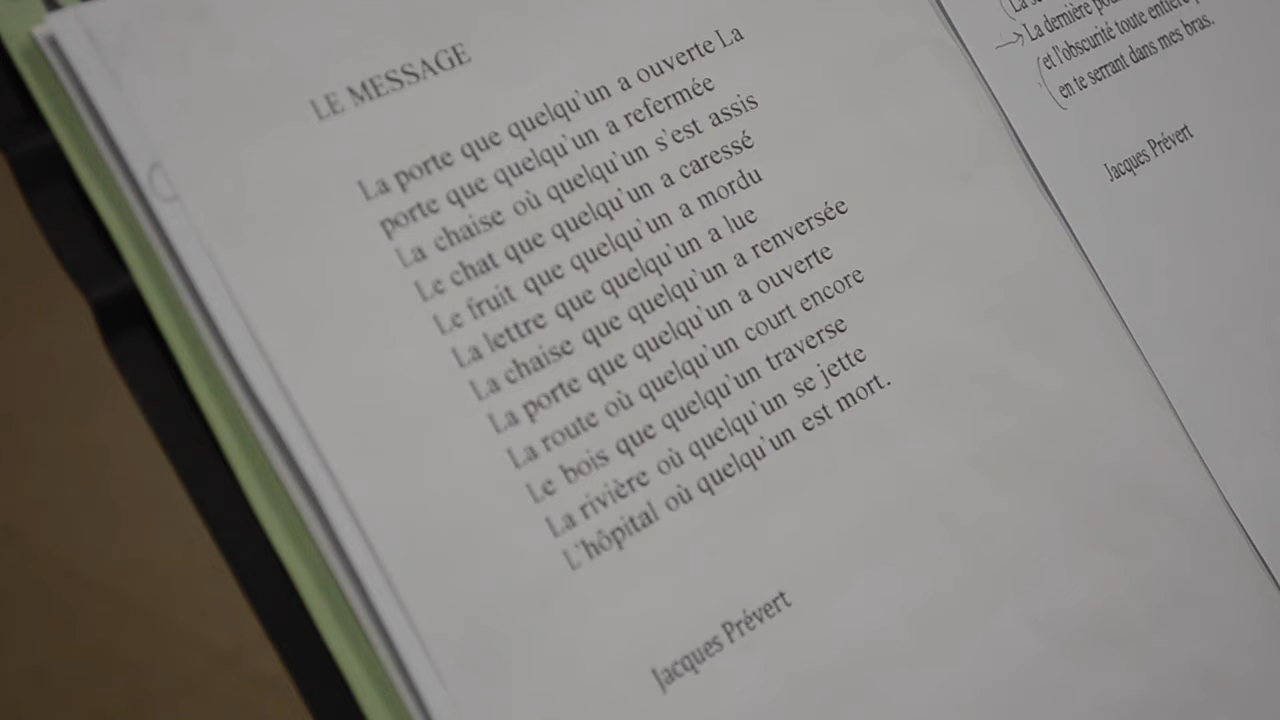 LE MESSAGE
La porte que quelqu'un a ouverte La
porte que quelqu'un a refermée
La chaise où quelqu'un s'est assis
Le chat que quelqu'un a caressé
Le fruit que quelqu'un a mordu
La lettre que quelqu'un a lue
La chaise que quelqu'un a renversée
La porte que quelqu'un a ouverte
La route où quelqu'un court encore
Le bois que quelqu'un traverse
La rivière où quelqu'un se jette
L'hôpital où quelqu'un est mort.
Jacques Prévert
La dernière
et l'obscurité toute entière
en te serrant dans mes bras.
Jacques Prévert